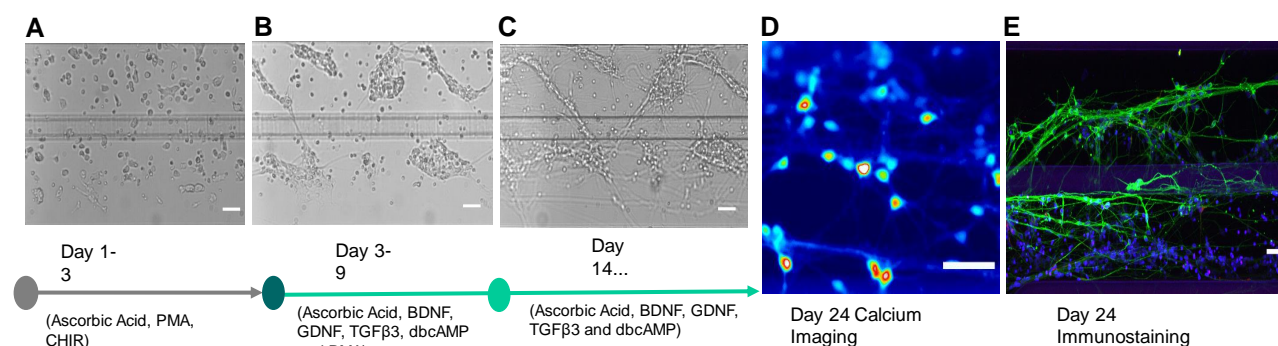 A
B
C
D
E
Day 1-
3
Day 3-
9
Day
14...
(Ascorbic Acid, PMA,
CHIR)
(Ascorbic Acid, BDNF,
GDNF, TGFβ3, dbcAMP
(Ascorbic Acid, BDNF, GDNF,
TGFβ3 and dbcAMP)
Day 24 Calcium
Imaging
Day 24
Immunostaining